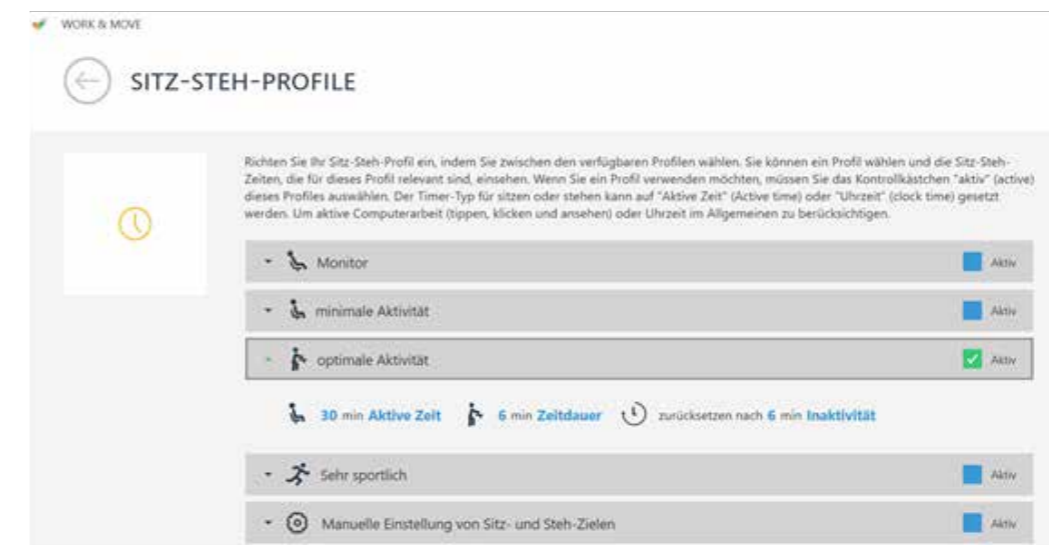 WORK & MOVE
SITZ-STEH-PROFILE
Richten Sie Ihr Sitz-Steh-Profil ein, indem Sie zwischen den verfügbaren Profilen wählen. Sie können ein Profil wählen und die Sitz-Steh-
Zeiten, die für dieses Profil relevant sind, einsehen. Wenn Sie ein Profil verwenden möchten, müssen Sie das Kontrollkästchen "aktiv" (active)
dieses Profiles auswählen. Der Timer-Typ für sitzen oder stehen kann auf "Aktive Zeit" (Active time) oder "Uhrzeit" (clock time) gesetzt
werden. Um aktive Computerarbeit (tippen, klicken und ansehen) oder Uhrzeit im Allgemeinen zu berücksichtigen.
Monitor Aktiv
minimale Aktivität Aktiv
optimale Aktivität Aktiv
30 min Aktive Zeit 6 min Zeitdauer zurücksetzen nach 6 min Inaktivität
Sehr sportlich Aktiv
Manuelle Einstellung von Sitz- und Steh-Zielen Aktiv